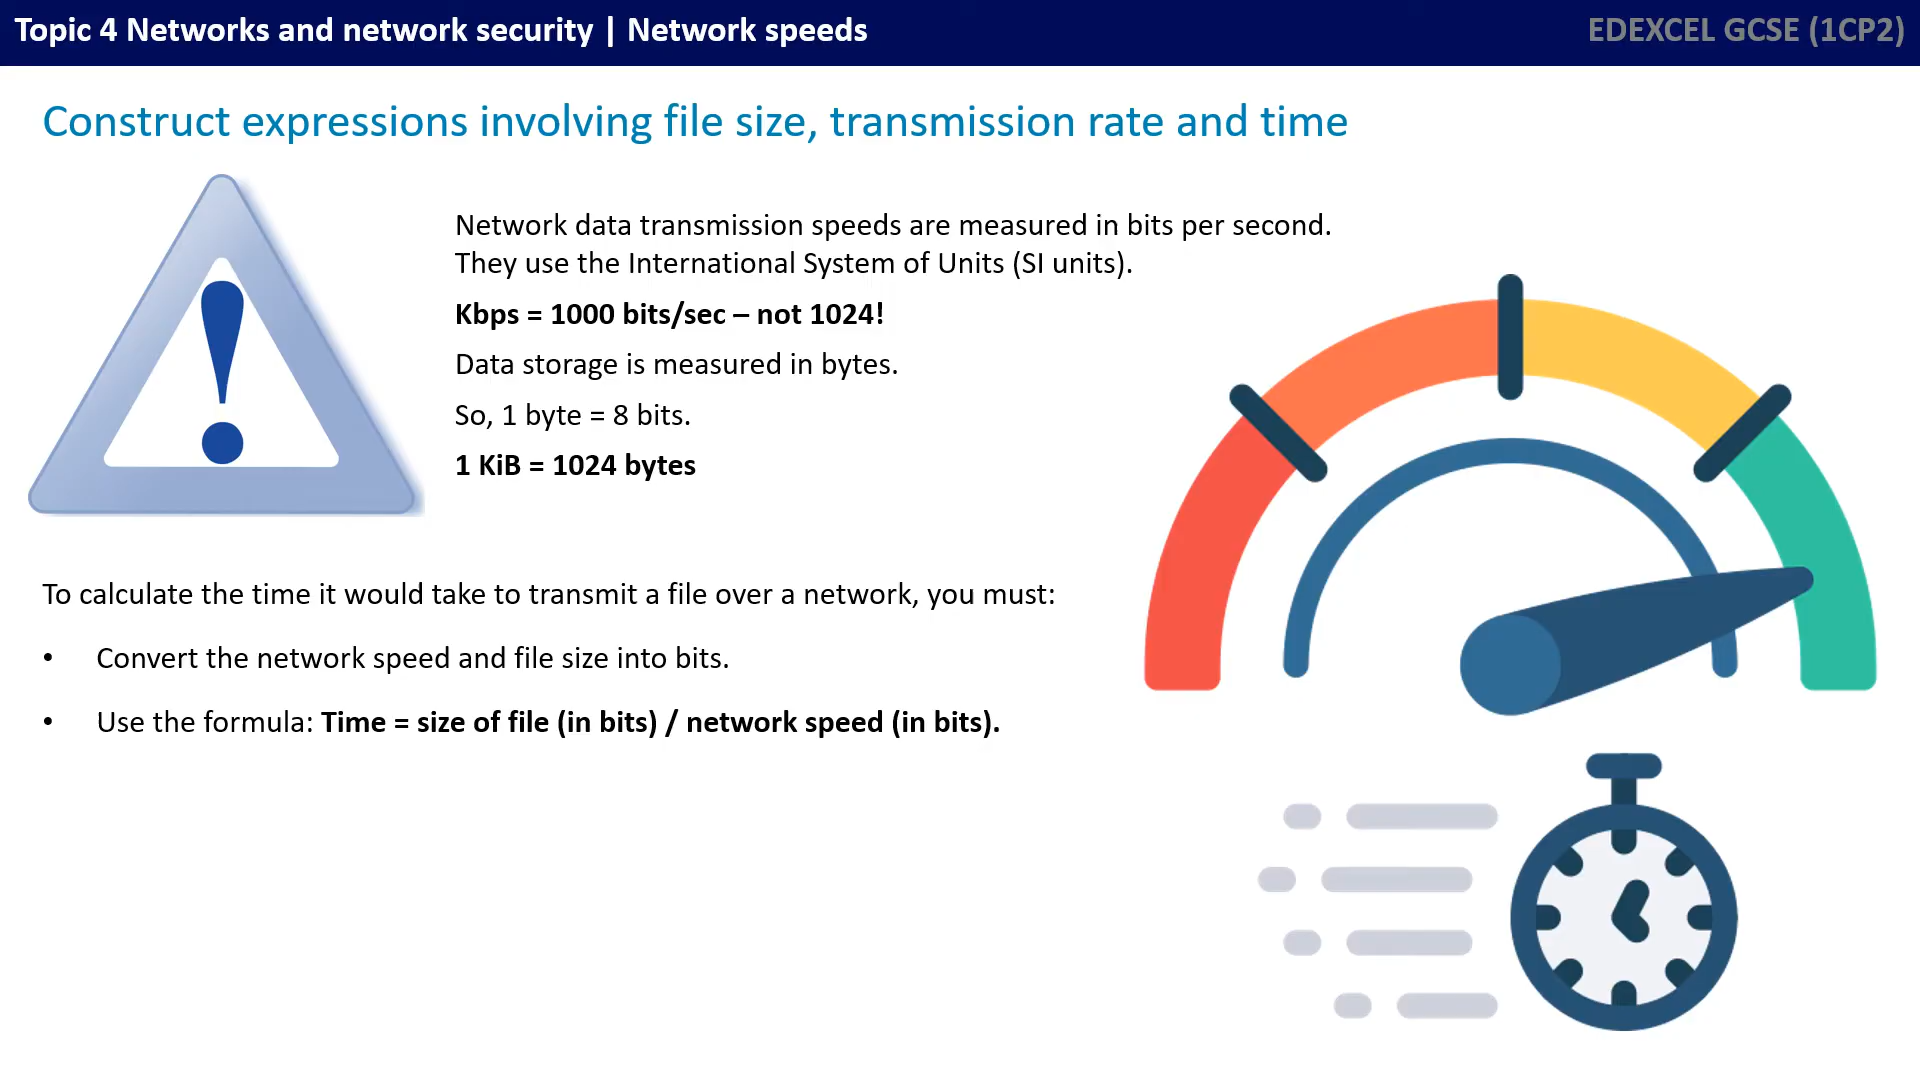 Topic 4 Networks and network security | Network speeds
EDEXCEL GCSE (1CP2)
Construct expressions involving file size, transmission rate and time
Network data transmission speeds are measured in bits per second.
They use the International System of Units (SI units).
Kbps = 1000 bits/sec – not 1024!
Data storage is measured in bytes.
So, 1 byte = 8 bits.
1 KiB = 1024 bytes
To calculate the time it would take to transmit a file over a network, you must:
• Convert the network speed and file size into bits.
• Use the formula: Time = size of file (in bits) / network speed (in bits).